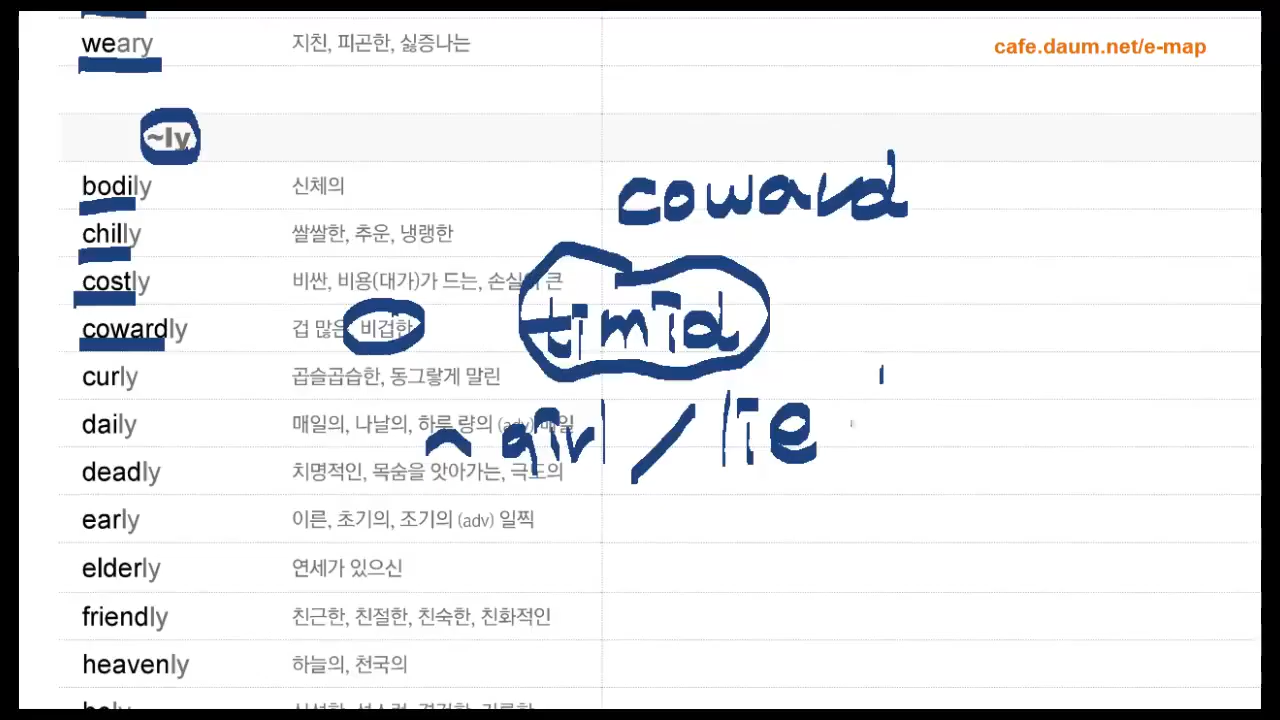 weary 지친, 피곤한, 싫증나는 cafe.daum.net/e-map
~ly
bodily 신체의 coward
chilly 쌀쌀한, 추운, 냉랭한
costly 비싼, 비용(대가)가 드는, 손실이 큰
cowardly 겁 많은, 비겁한 timid
curly 곱슬곱습한, 동그랗게 말린
daily 매일의, 나날의, 하루 량의 (adv) 매일 ~ girl / lie
deadly 치명적인, 목숨을 앗아가는, 극도의
early 이른, 초기의, 조기의 (adv) 일찍
elderly 연세가 있으신
friendly 친근한, 친절한, 친숙한, 친화적인
heavenly 하늘의, 천국의